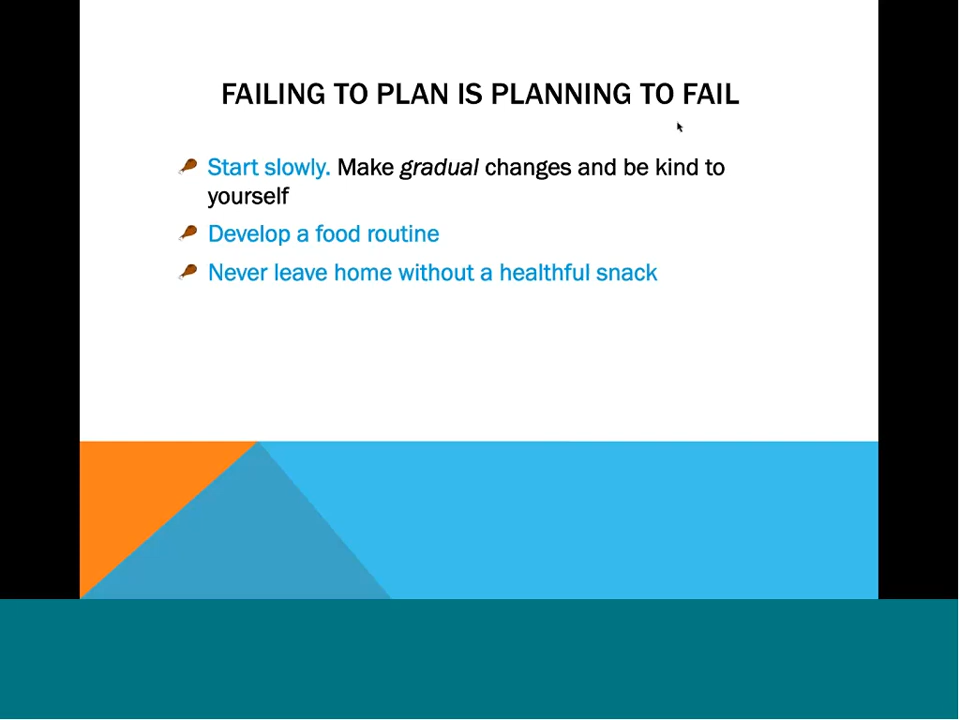 FAILING TO PLAN IS PLANNING TO FAIL
Start slowly. Make gradual changes and be kind to
yourself
Develop a food routine
Never leave home without a healthful snack